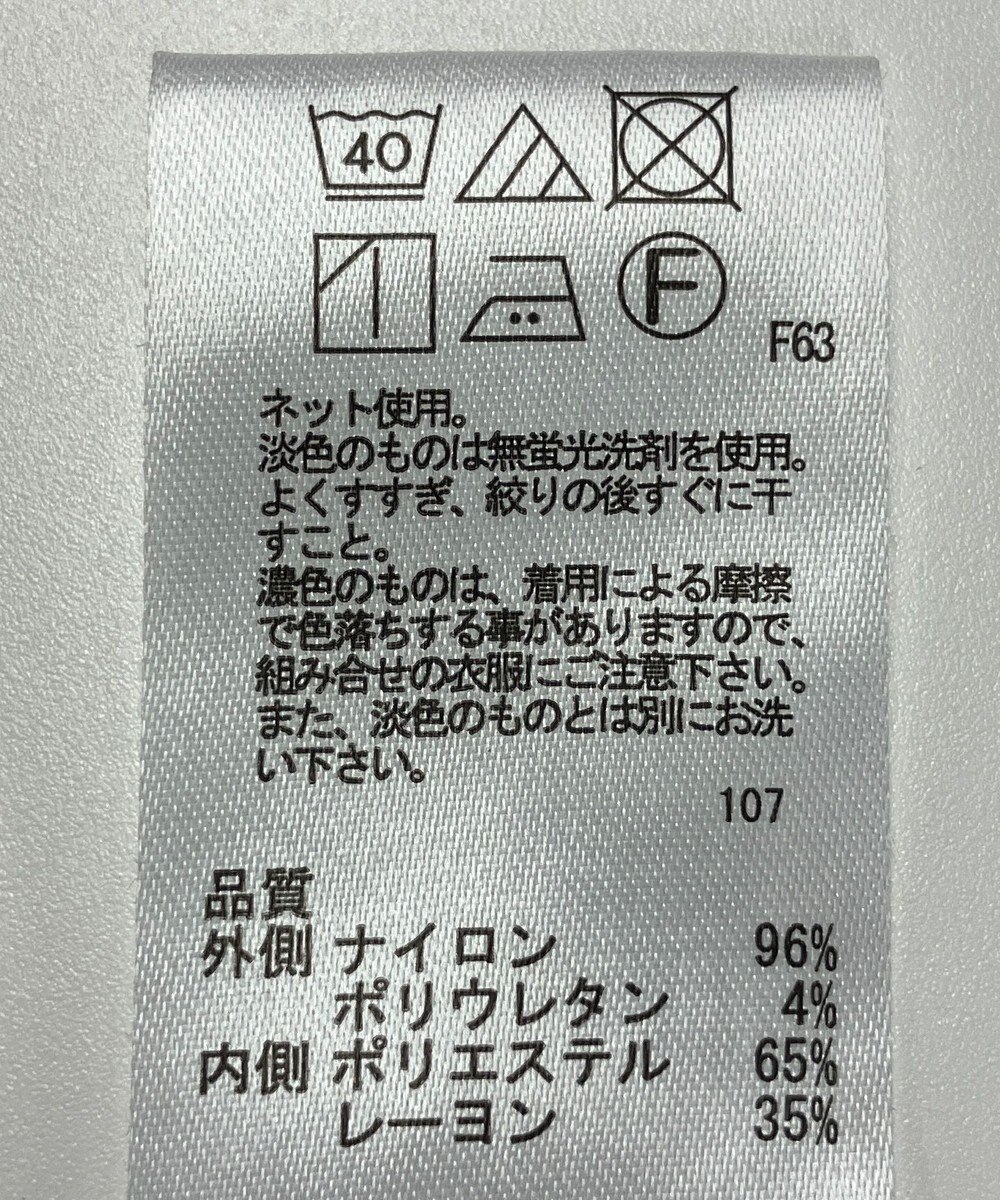 40
F
F63
ネット使用。
淡色のものは無蛍光洗剤を使用。
よくすすぎ、絞りの後すぐに干
すこと。
濃色のものは、着用による摩擦
で色落ちする事がありますので、
組み合せの衣服にご注意下さい。
また、淡色のものとは別にお洗
い下さい。
107
品質
外側 ナイロン 96%
ポリウレタン 4%
内側 ポリエステル 65%
レーヨン 35%